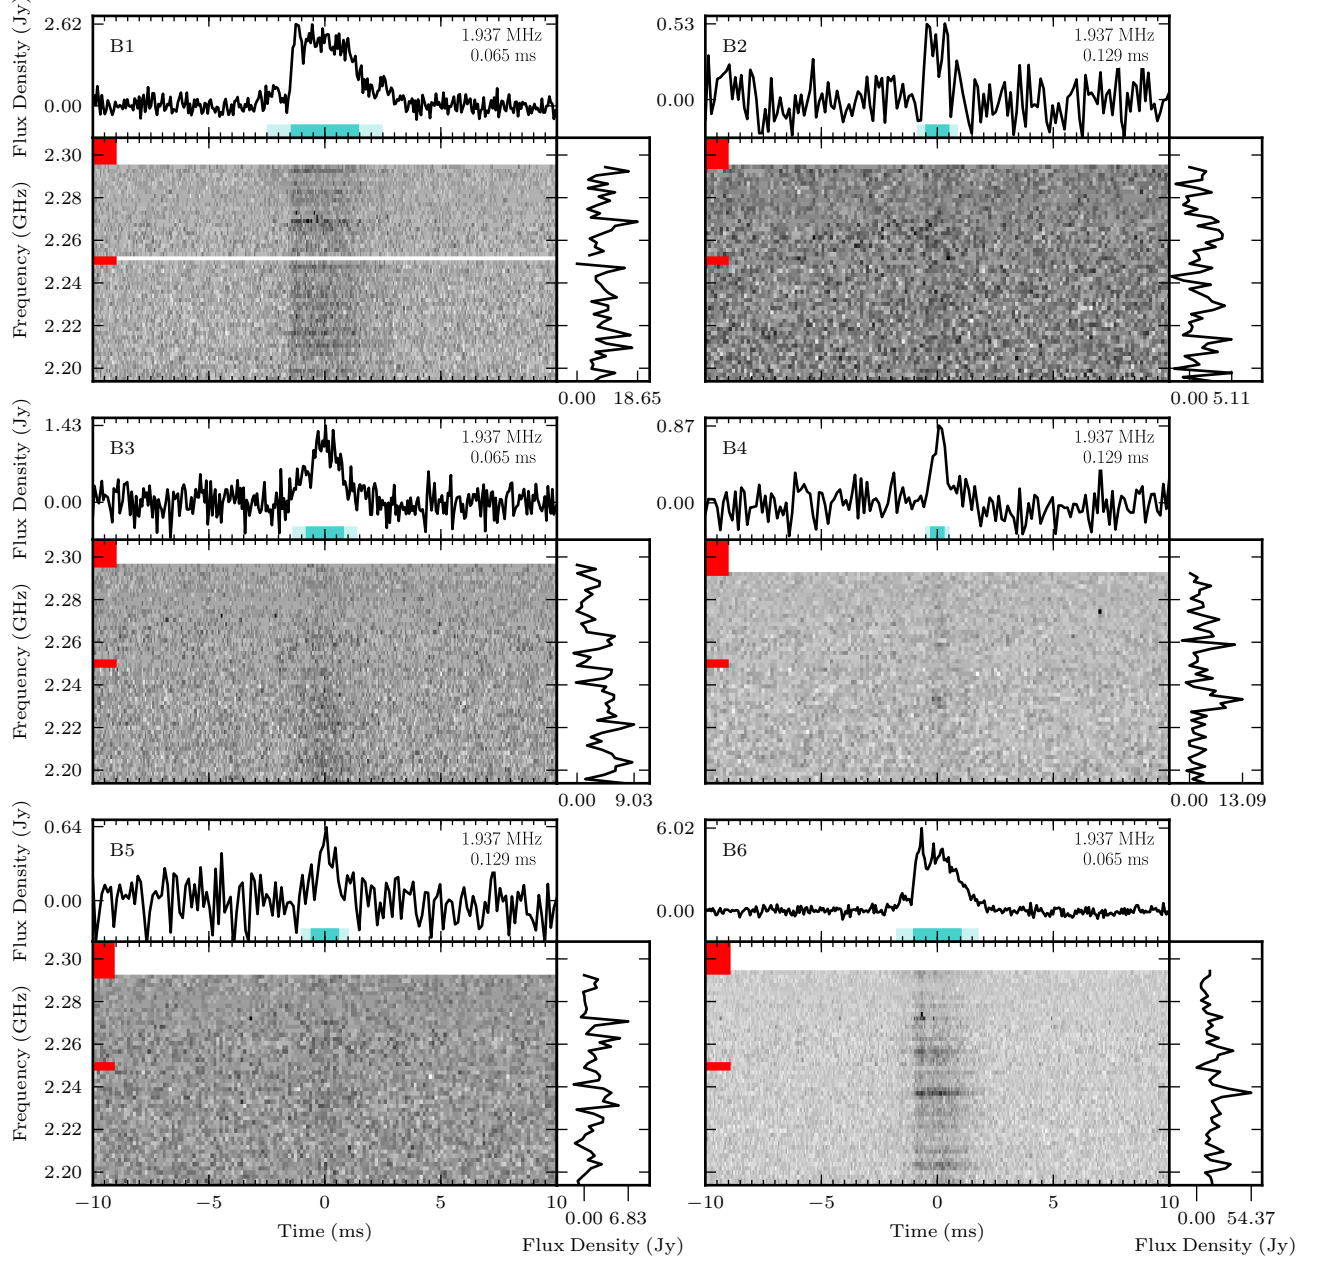 Flux Density (Jy)
2.62
0.00
B1
1.937 MHz
0.065 ms
0.53
0.00
B2
1.937 MHz
0.129 ms
Frequency (GHz)
2.30
2.28
2.26
2.24
2.22
2.20
0.00 18.65
0.00 5.11
Flux Density (Jy)
1.43
0.00
B3
1.937 MHz
0.065 ms
0.87
0.00
B4
1.937 MHz
0.129 ms
Frequency (GHz)
2.30
2.28
2.26
2.24
2.22
2.20
0.00 9.03
0.00 13.09
Flux Density (Jy)
0.64
0.00
B5
1.937 MHz
0.129 ms
6.02
0.00
B6
1.937 MHz
0.065 ms
Frequency (GHz)
2.30
2.28
2.26
2.24
2.22
2.20
−10 −5 0 5 10
Time (ms)
0.00 6.83
Flux Density (Jy)
−10 −5 0 5 10
Time (ms)
0.00 54.37
Flux Density (Jy)